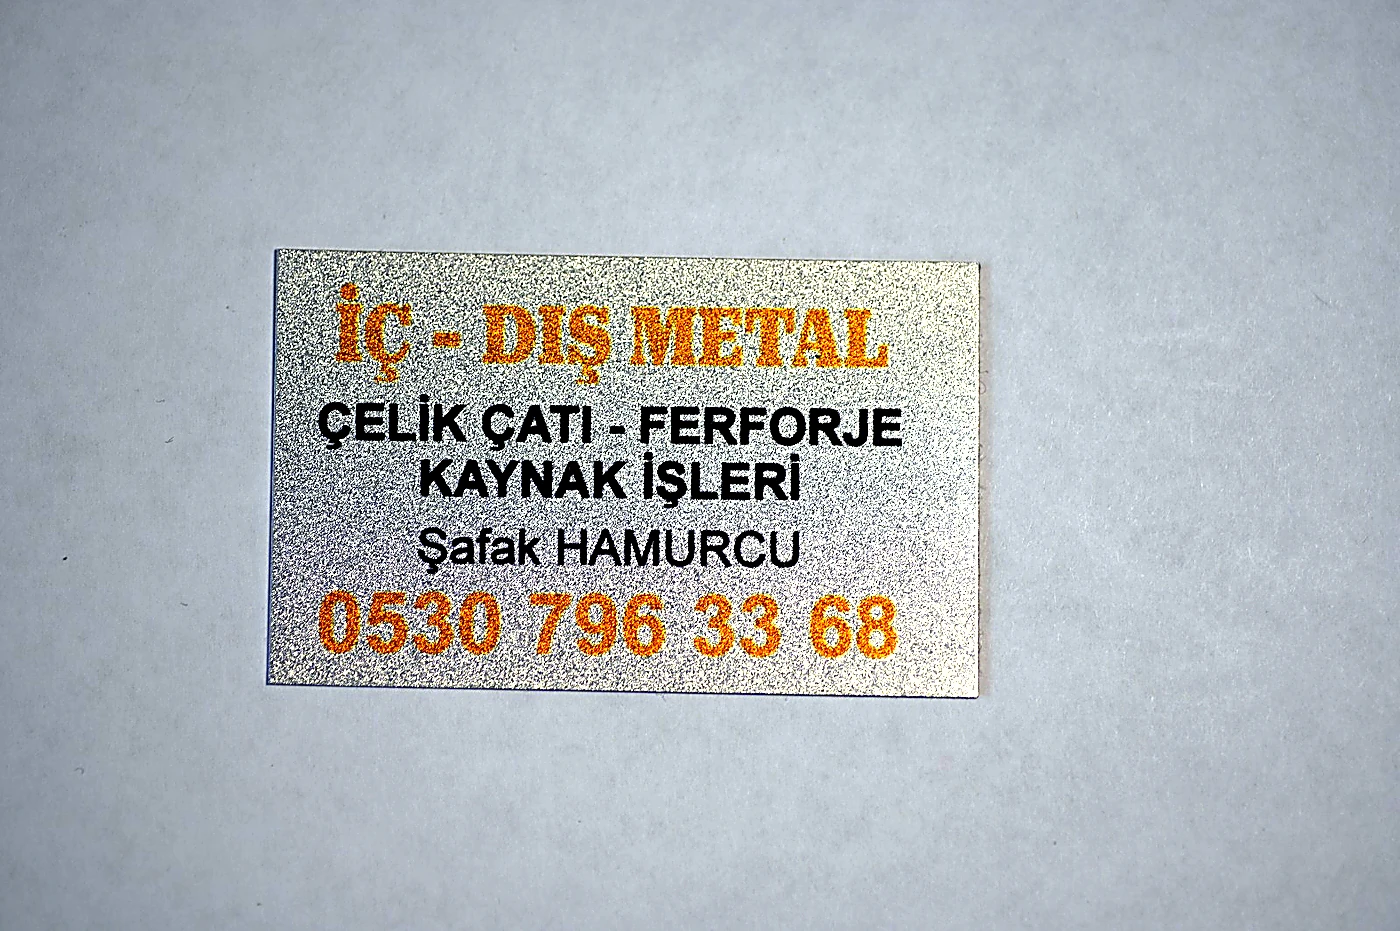 İÇ - DIŞ METAL
ÇELİK ÇATI - FERFORJE
KAYNAK İŞLERİ
Şafak HAMURCU
0530 796 33 68